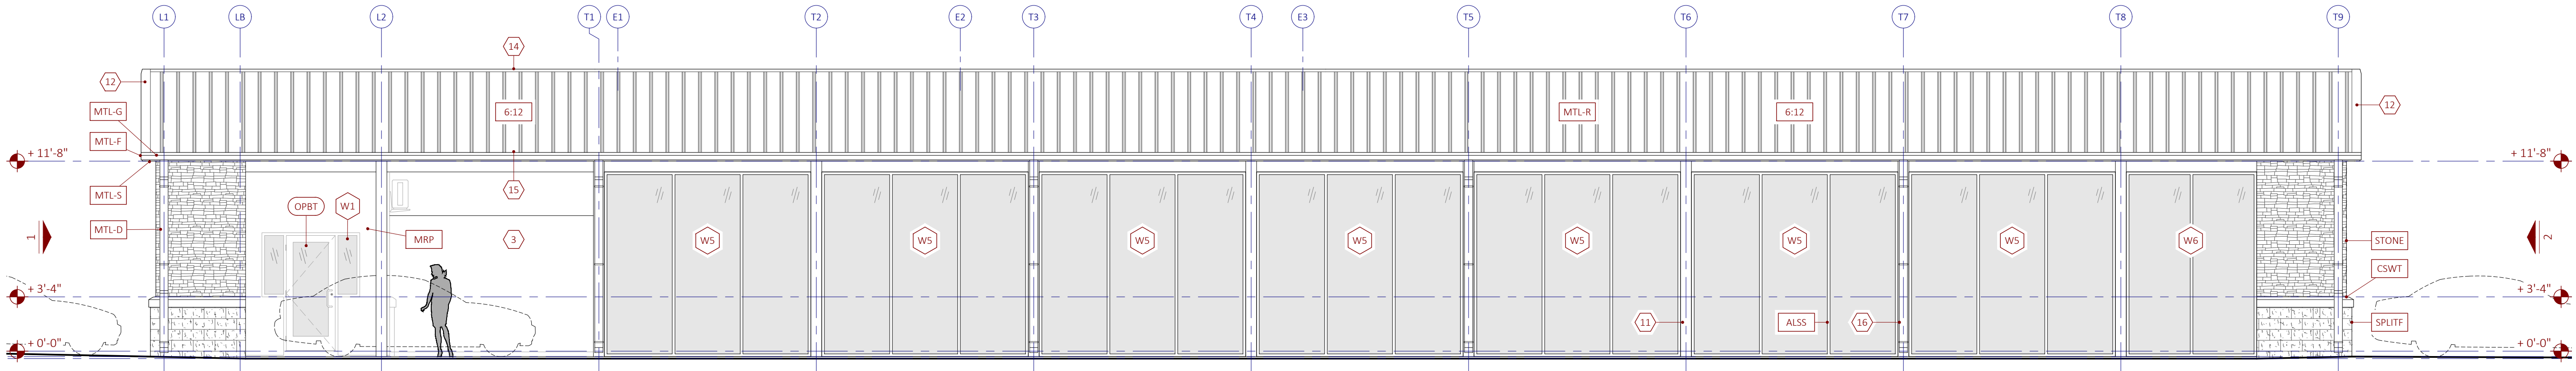 L1 LB L2 T1 E1 T2 E2 T3 T4 E3 T5 T6 T7 T8 T9
14
12
12
MTL-G
6:12
MTL-R
6:12
MTL-F
+ 11'-8"
+ 11'-8"
MTL-S
15
OPBT
W1
MTL-D
MRP
3
W5
W5
W5
W5
W5
W5
W5
W6
STONE
1
2
CSWT
+ 3'-4"
+ 3'-4"
11
ALSS
16
SPLITF
+ 0'-0"
+ 0'-0"